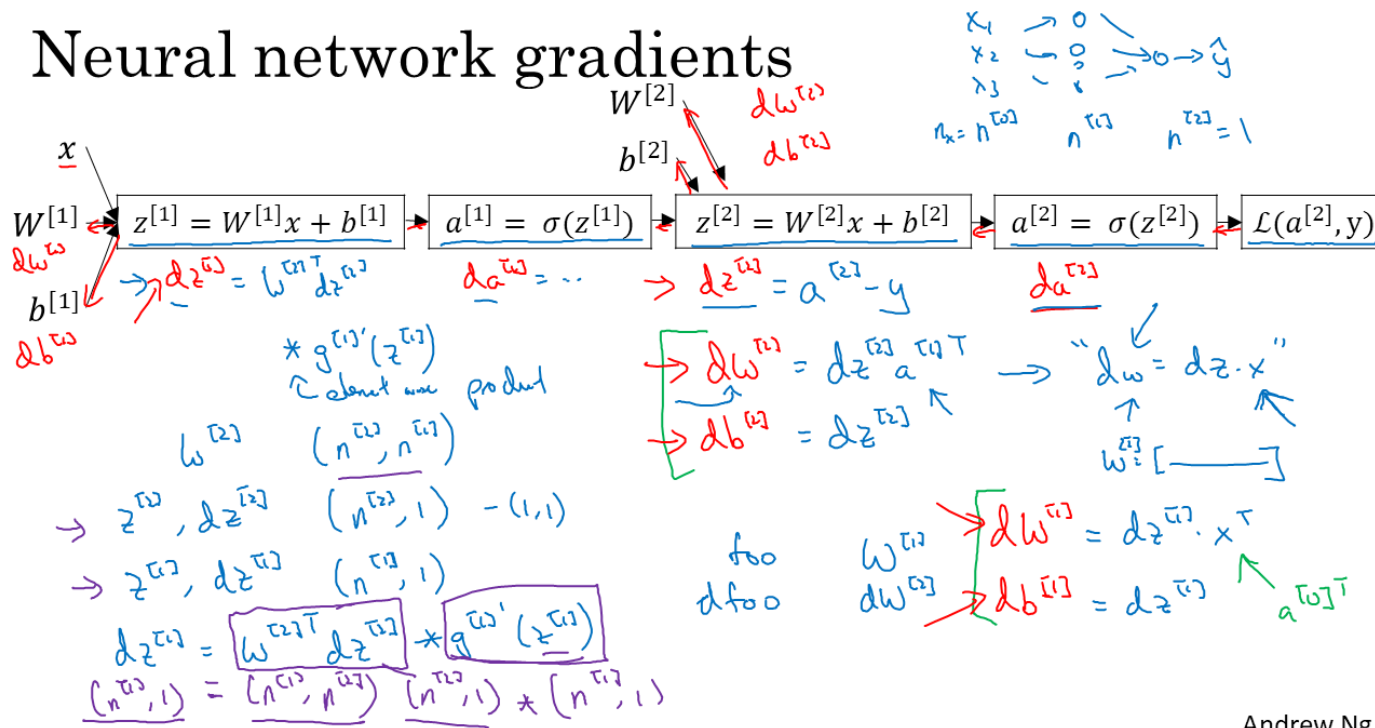 Neural network gradients
x₁ → o
x₂ → o → o → ŷ
x₃
nₓ = n^[0] n^[1] n^[2] = 1
W^[2] dW^[2]
b^[2] db^[2]
x
W^[1] z^[1] = W^[1]x + b^[1] a^[1] = σ(z^[1]) z^[2] = W^[2]x + b^[2] a^[2] = σ(z^[2]) ℒ(a^[2], y)
dW^[1]
b^[1]
db^[1]
→ dz^[1] = W^[2]T dz^[2] da^[1] = ... → dz^[2] = a^[2] - y da^[2]
* g^[1]'(z^[1])
↑ element wise product
→ dW^[2] = dz^[2] a^[1]T → "dw = dz · x"
→ db^[2] = dz^[2]
W^[2] (n^[2], n^[1])
→ z^[2], dz^[2] (n^[2], 1) - (1,1)
→ z^[1], dz^[1] (n^[1], 1)
dz^[1] = W^[2]T dz^[2] * g^[1]'(z^[1])
(n^[1], 1) = (n^[1], n^[2]) (n^[2], 1) * (n^[1], 1)
foo W^[1]
dfoo dW^[2]
dW^[1] = dz^[1] · x^T
db^[1] = dz^[1] a^[0]T
Andrew Ng